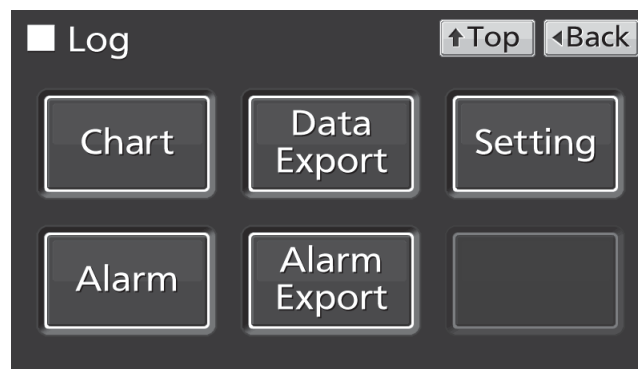 Log
↑Top
◂Back
Chart
Data
Export
Setting
Alarm
Alarm
Export